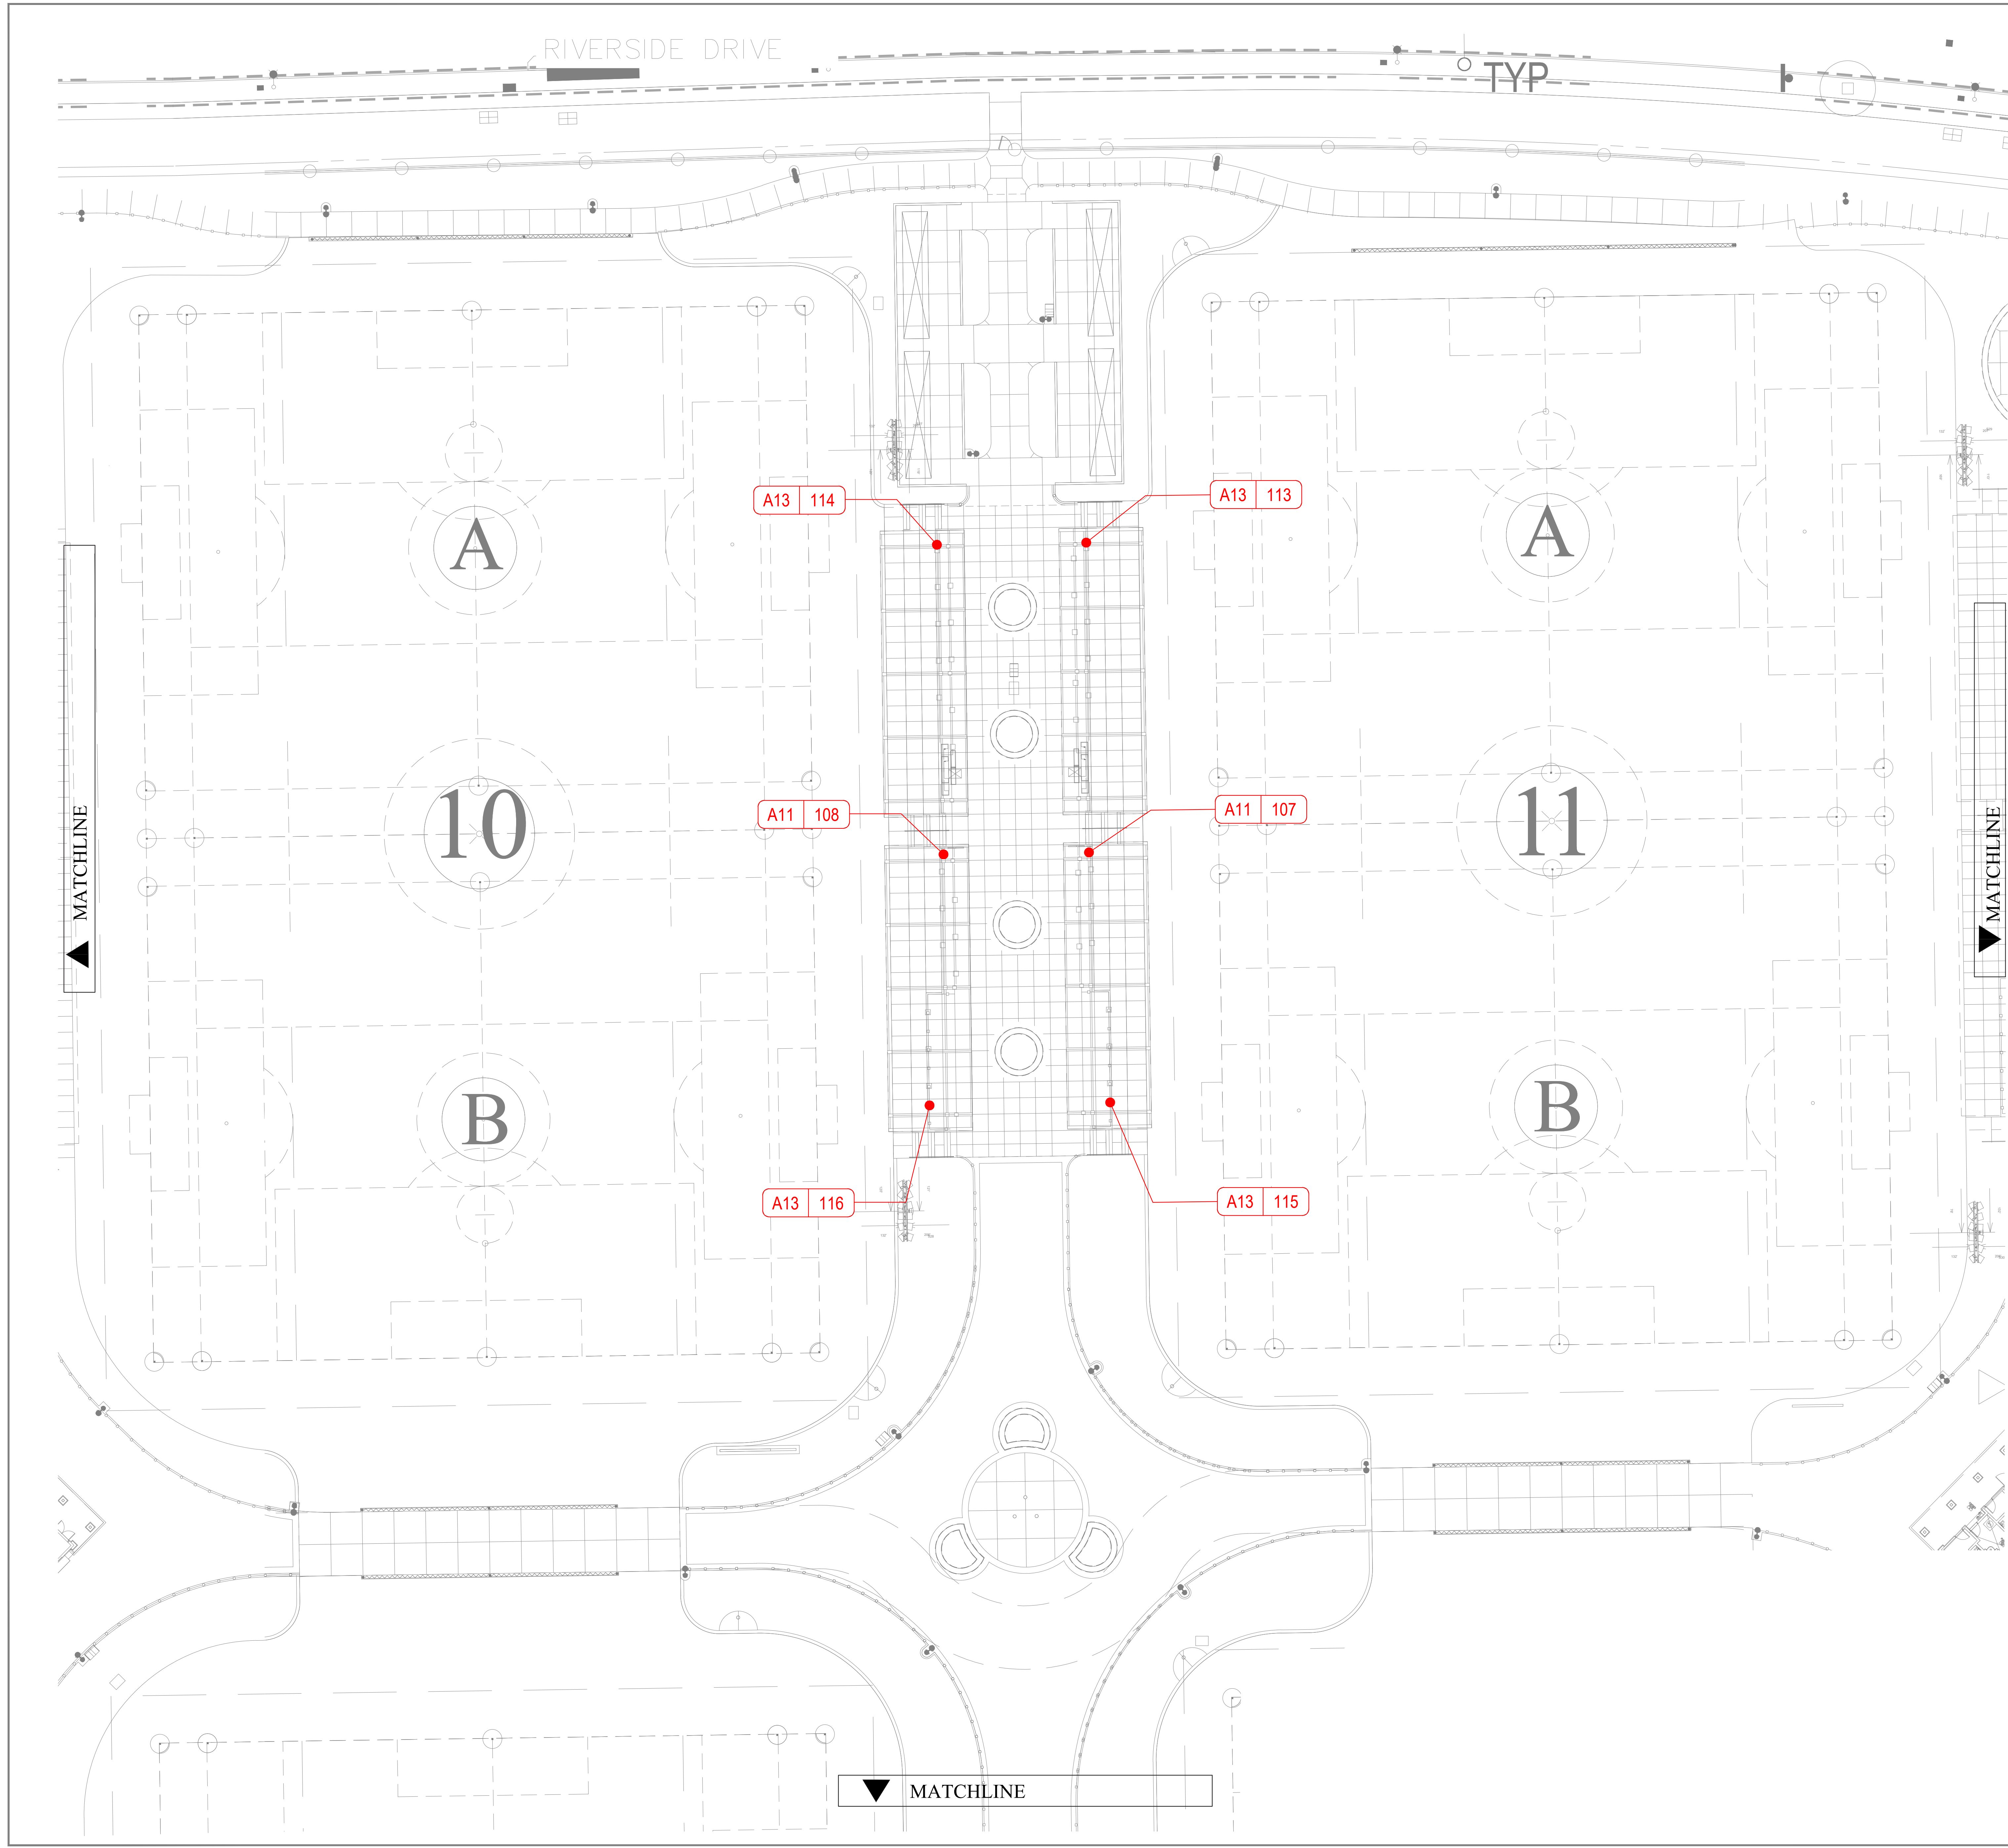 RIVERSIDE DRIVE
TYP
A13 114
A13 113
A
A
10
11
A11 108
A11 107
MATCHLINE
MATCHLINE
B
B
A13 116
A13 115
MATCHLINE